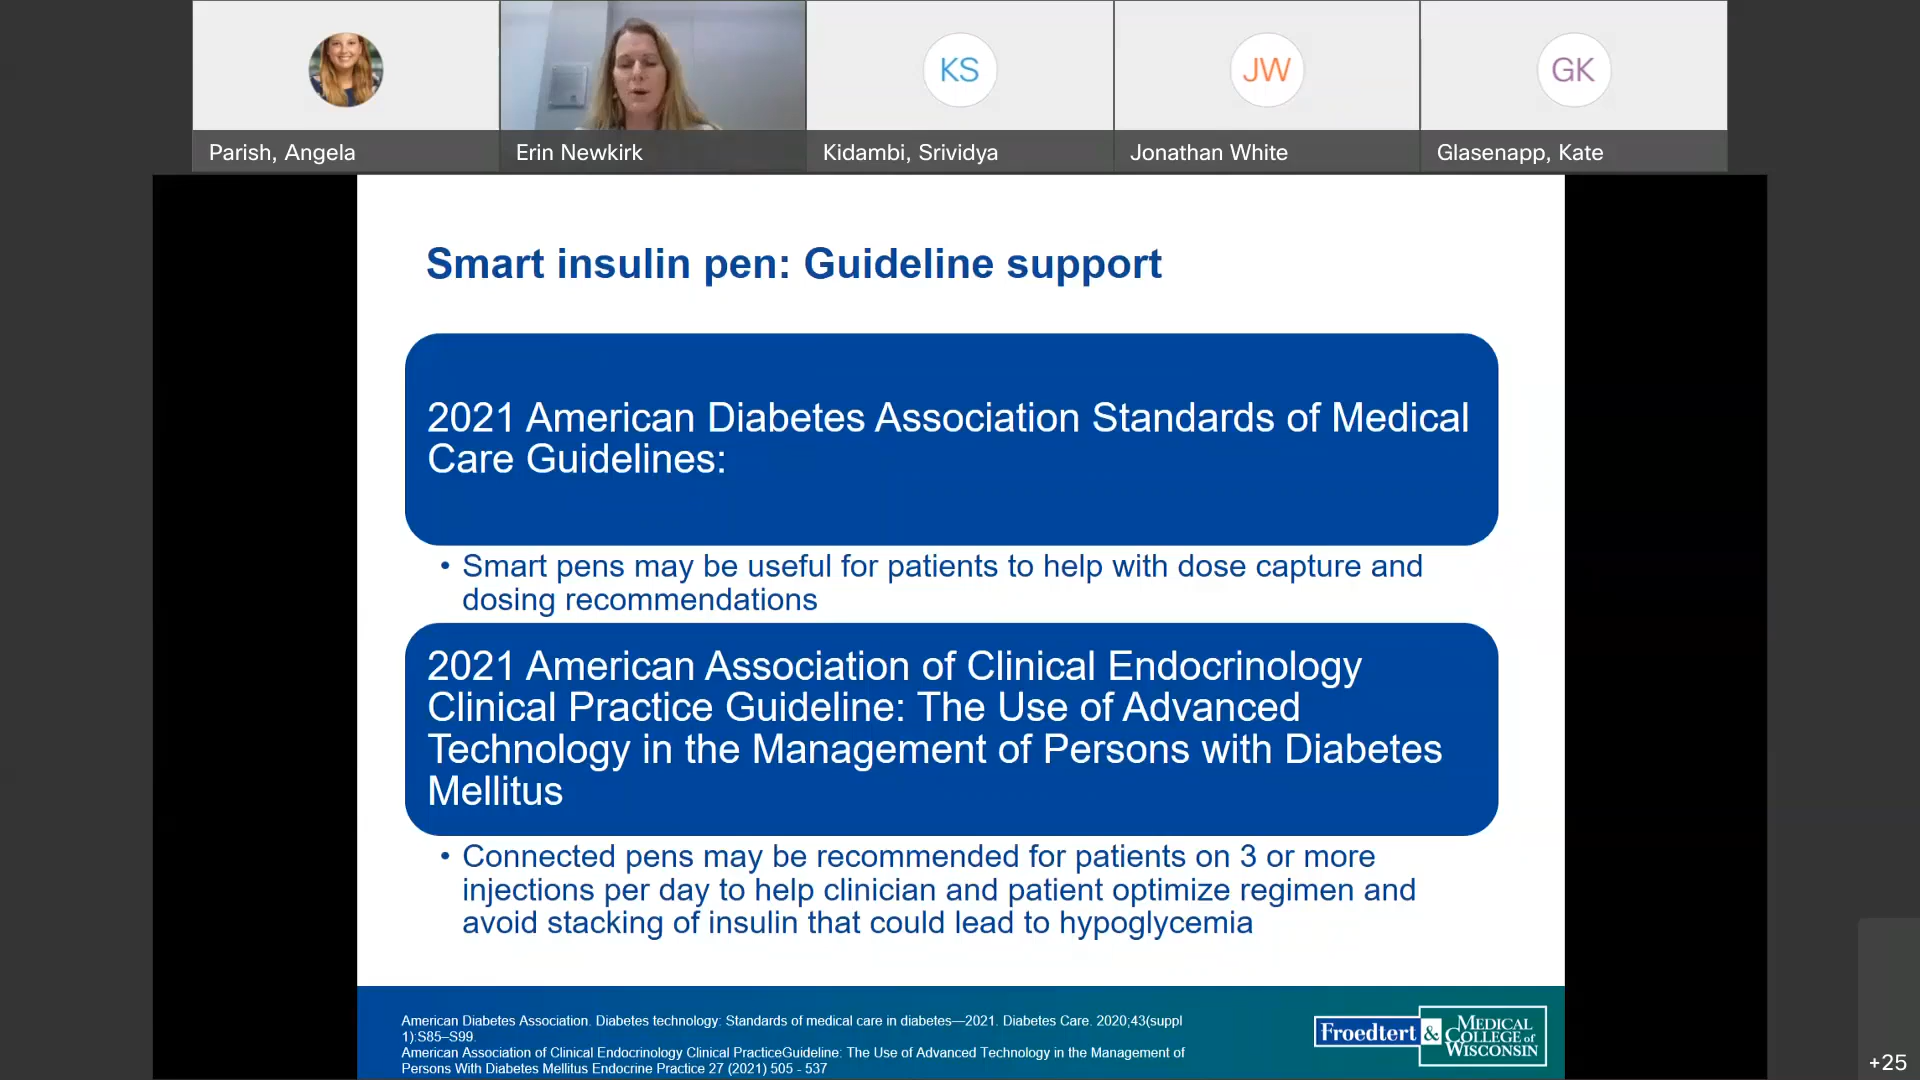 KS
JW
GK
Parish, Angela
Erin Newkirk
Kidambi, Srividya
Jonathan White
Glasenapp, Kate
Smart insulin pen: Guideline support
2021 American Diabetes Association Standards of Medical
Care Guidelines:
• Smart pens may be useful for patients to help with dose capture and
dosing recommendations
2021 American Association of Clinical Endocrinology
Clinical Practice Guideline: The Use of Advanced
Technology in the Management of Persons with Diabetes
Mellitus
• Connected pens may be recommended for patients on 3 or more
injections per day to help clinician and patient optimize regimen and
avoid stacking of insulin that could lead to hypoglycemia
American Diabetes Association. Diabetes technology: Standards of medical care in diabetes—2021. Diabetes Care. 2020;43(suppl
1):S85–S99.
American Association of Clinical Endocrinology Clinical PracticeGuideline: The Use of Advanced Technology in the Management of
Persons With Diabetes Mellitus Endocrine Practice 27 (2021) 505 - 537
Froedtert & MEDICAL
COLLEGE of
WISCONSIN
+25